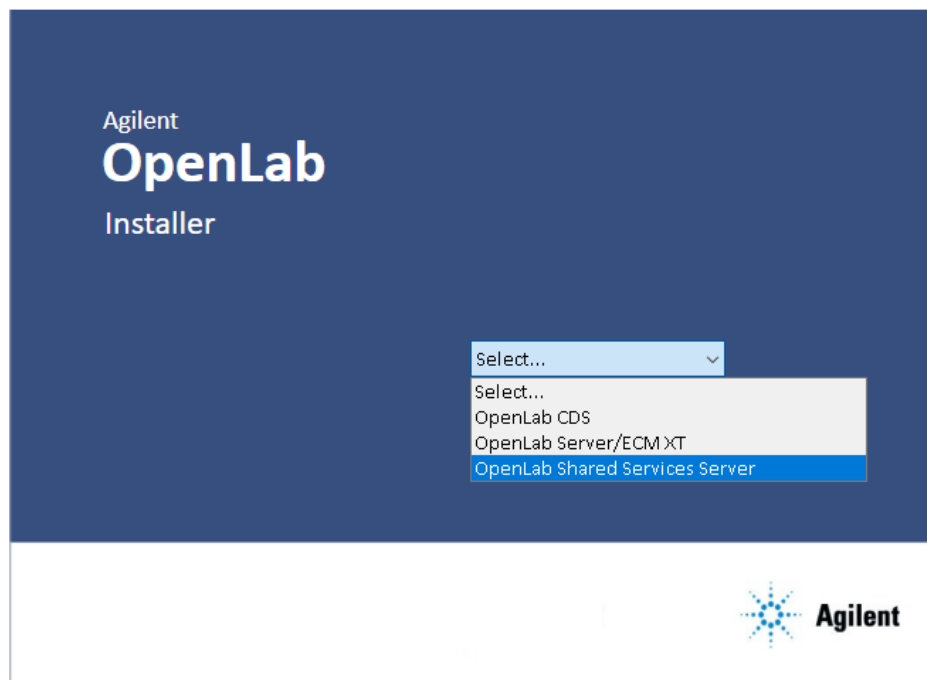 Agilent
OpenLab
Installer
Select...
Select...
OpenLab CDS
OpenLab Server/ECM XT
OpenLab Shared Services Server
Agilent